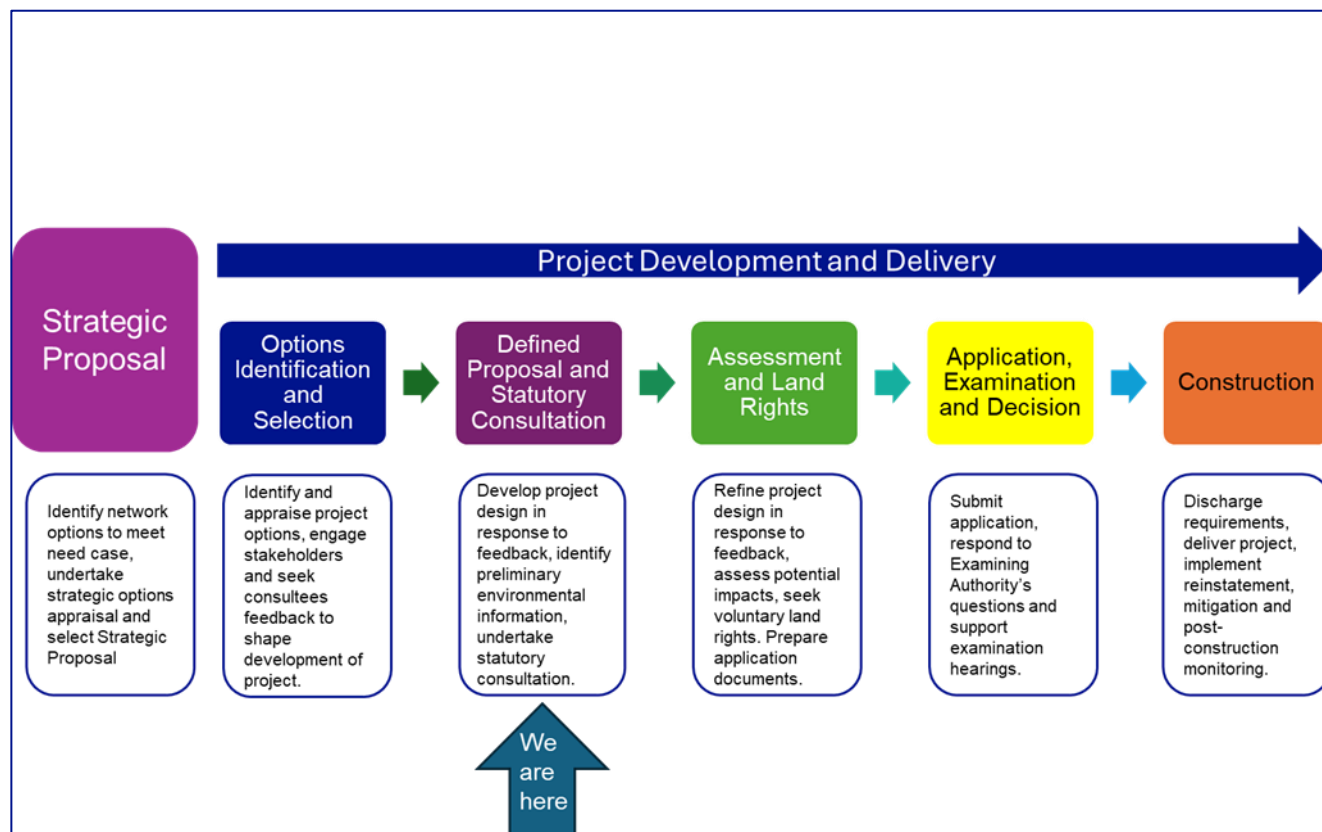 Project Development and Delivery
Strategic
Proposal
Options
Identification
and
Selection
Defined
Proposal and
Statutory
Consultation
Assessment
and Land
Rights
Application,
Examination
and Decision
Construction
Identify network
options to meet
need case,
undertake
strategic options
appraisal and
select Strategic
Proposal
Identify and
appraise project
options, engage
stakeholders
and seek
consultees
feedback to
shape
development of
project.
Develop project
design in
response to
feedback, identify
preliminary
environmental
information,
undertake
statutory
consultation.
Refine project
design in
response to
feedback,
assess potential
impacts, seek
voluntary land
rights. Prepare
application
documents.
Submit
application,
respond to
Examining
Authority’s
questions and
support
examination
hearings.
Discharge
requirements,
deliver project,
implement
reinstatement,
mitigation and
post-
construction
monitoring.
We
are
here